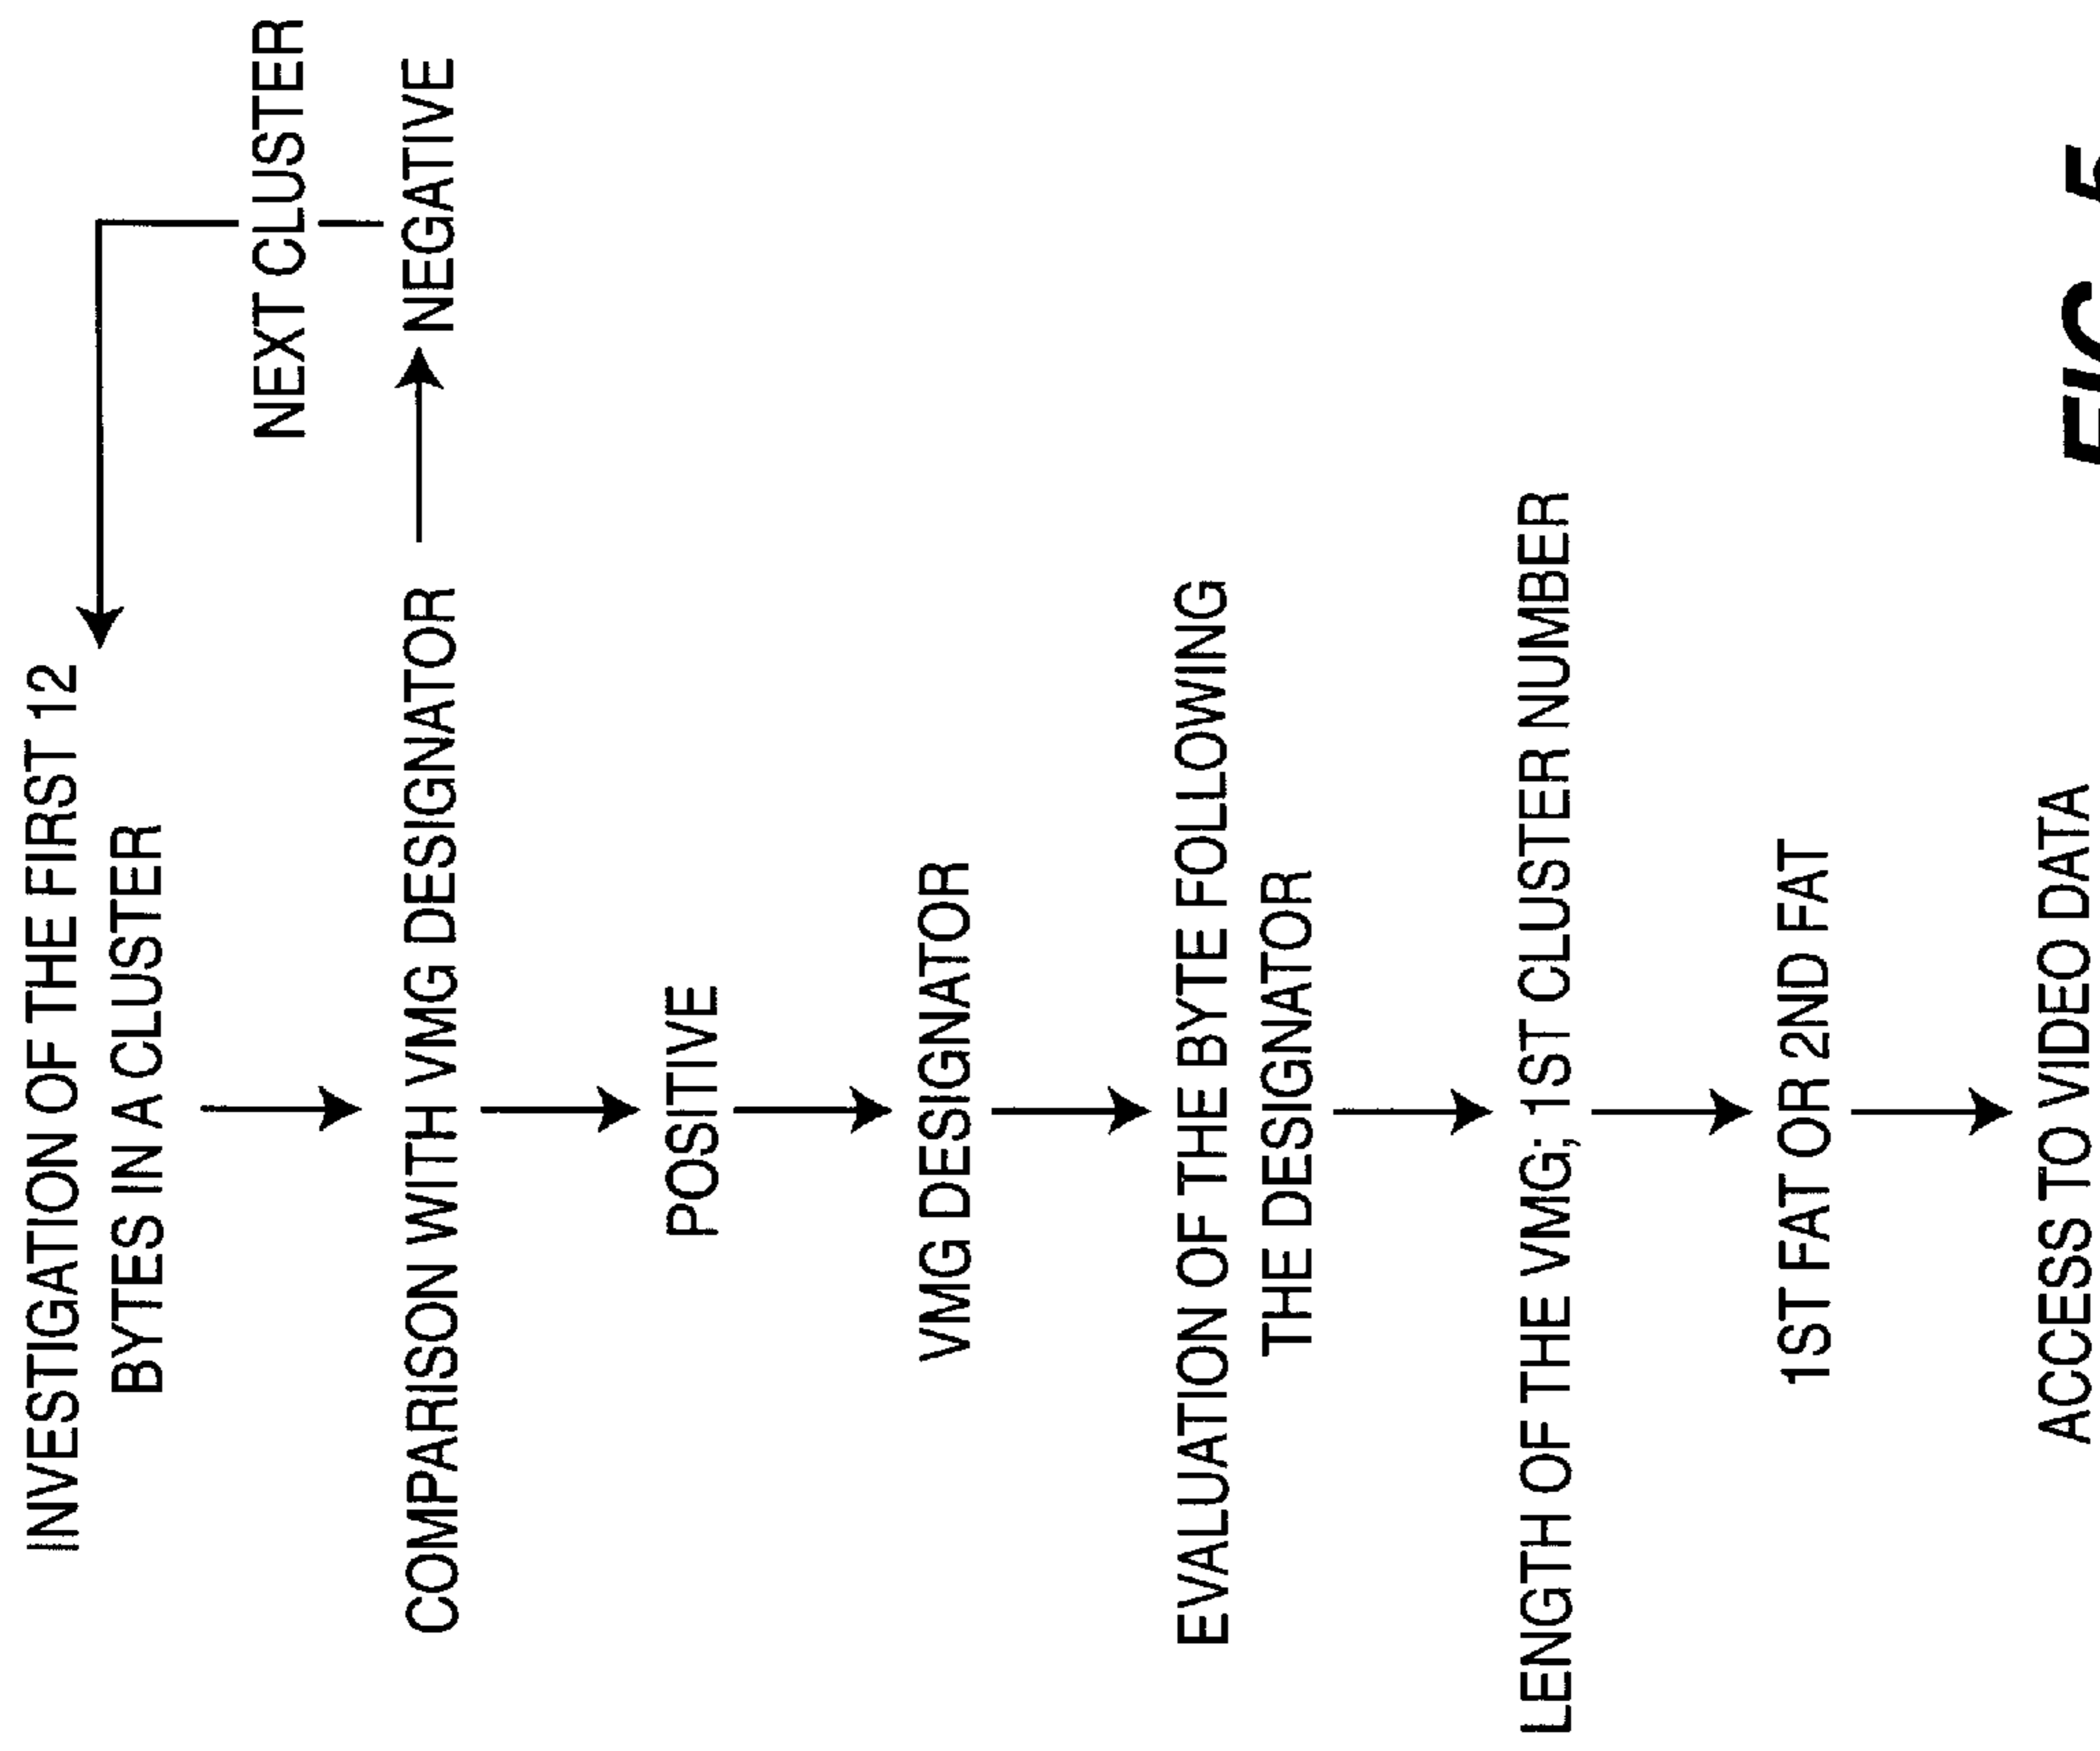 INVESTIGATION OF THE FIRST 12
BYTES IN A CLUSTER
NEXT CLUSTER
COMPARISON WITH VMG DESIGNATOR
NEGATIVE
POSITIVE
VMG DESIGNATOR
EVALUATION OF THE BYTE FOLLOWING
THE DESIGNATOR
LENGTH OF THE VMG; 1ST CLUSTER NUMBER
1ST FAT OR 2ND FAT
ACCESS TO VIDEO DATA